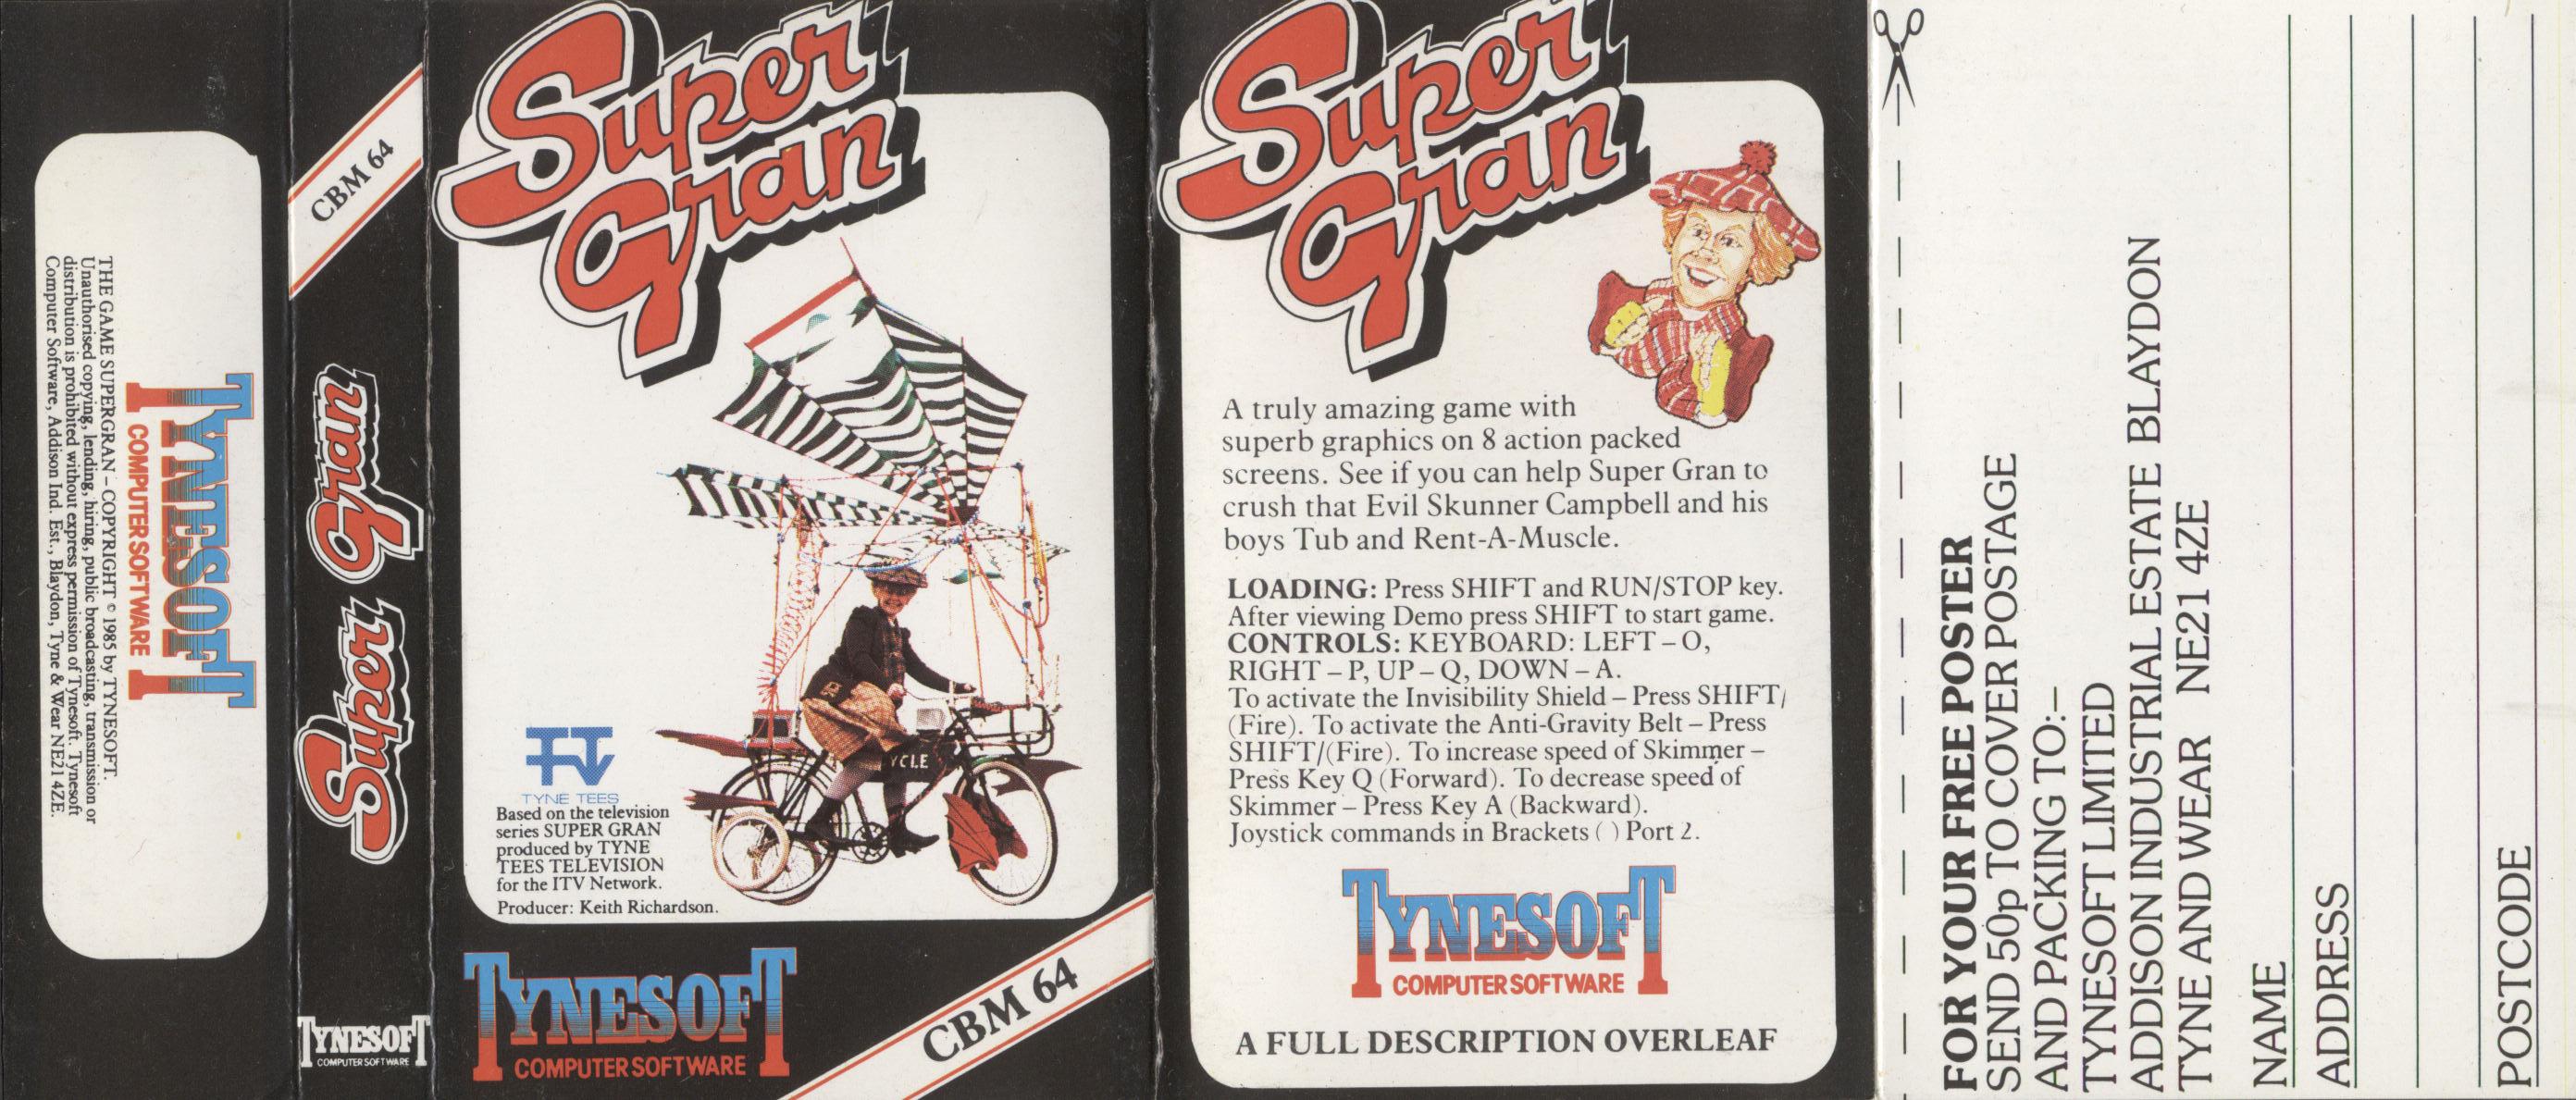 TYNESOFT
COMPUTER SOFTWARE
THE GAME SUPERGRAN – COPYRIGHT © 1985 by TYNESOFT.
Unauthorised copying, lending, hiring, public broadcasting, transmission or
distribution is prohibited without express permission of Tynesoft. Tynesoft
Computer Software, Addison Ind. Est., Blaydon, Tyne & Wear NE21 4ZE.
CBM 64
Super Gran
TYNESOFT
COMPUTER SOFTWARE
Super
Gran
YCLE
TTTV
TYNE TEES
Based on the television
series SUPER GRAN
produced by TYNE
TEES TELEVISION
for the ITV Network.
Producer: Keith Richardson.
TYNESOFT
COMPUTER SOFTWARE
CBM 64
Super
Gran
A truly amazing game with
superb graphics on 8 action packed
screens. See if you can help Super Gran to
crush that Evil Skunner Campbell and his
boys Tub and Rent-A-Muscle.
LOADING: Press SHIFT and RUN/STOP key.
After viewing Demo press SHIFT to start game.
CONTROLS: KEYBOARD: LEFT – O,
RIGHT – P, UP – Q, DOWN – A.
To activate the Invisibility Shield – Press SHIFT/
(Fire). To activate the Anti-Gravity Belt – Press
SHIFT/(Fire). To increase speed of Skimmer –
Press Key Q (Forward). To decrease speed of
Skimmer – Press Key A (Backward).
Joystick commands in Brackets ( ) Port 2.
TYNESOFT
COMPUTER SOFTWARE
A FULL DESCRIPTION OVERLEAF
FOR YOUR FREE POSTER
SEND 50p TO COVER POSTAGE
AND PACKING TO:–
TYNESOFT LIMITED
ADDISON INDUSTRIAL ESTATE BLAYDON
TYNE AND WEAR NE21 4ZE
NAME
ADDRESS
POSTCODE